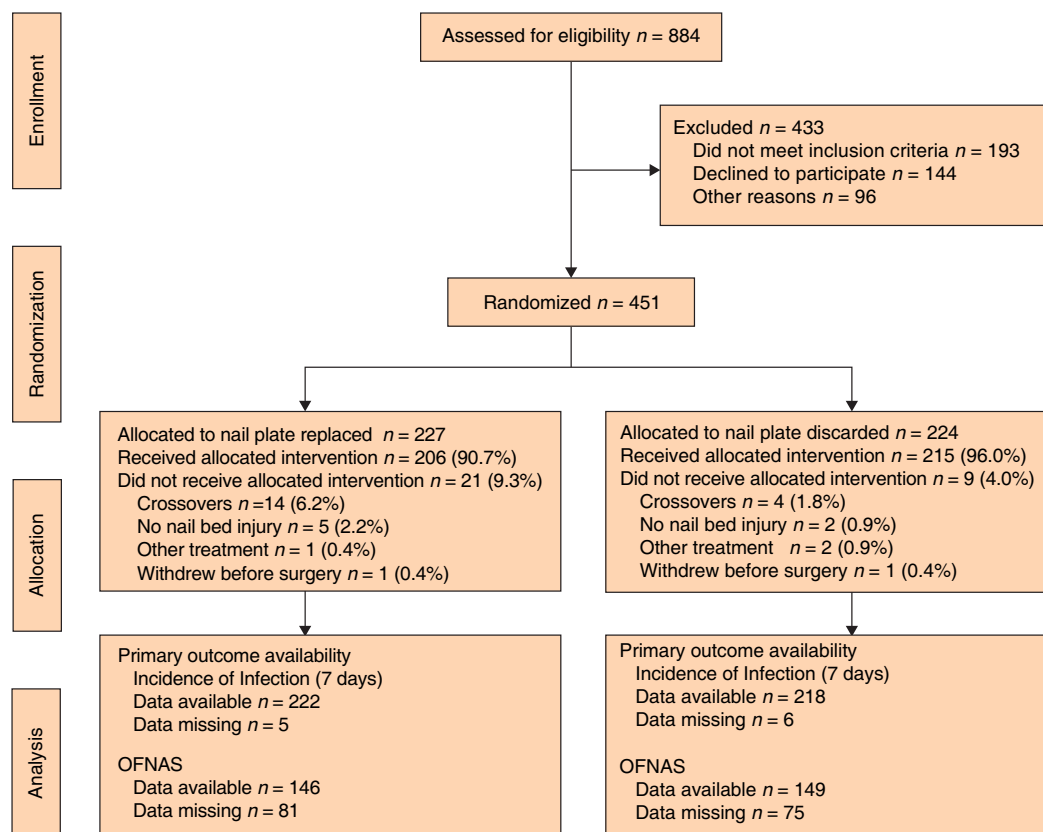 Enrollment
Assessed for eligibility n = 884
Excluded n = 433
Did not meet inclusion criteria n = 193
Declined to participate n = 144
Other reasons n = 96
Randomization
Randomized n = 451
Allocation
Allocated to nail plate replaced n = 227
Received allocated intervention n = 206 (90.7%)
Did not receive allocated intervention n = 21 (9.3%)
Crossovers n =14 (6.2%)
No nail bed injury n = 5 (2.2%)
Other treatment n = 1 (0.4%)
Withdrew before surgery n = 1 (0.4%)
Allocated to nail plate discarded n = 224
Received allocated intervention n = 215 (96.0%)
Did not receive allocated intervention n = 9 (4.0%)
Crossovers n = 4 (1.8%)
No nail bed injury n = 2 (0.9%)
Other treatment n = 2 (0.9%)
Withdrew before surgery n = 1 (0.4%)
Analysis
Primary outcome availability
Incidence of Infection (7 days)
Data available n = 222
Data missing n = 5
OFNAS
Data available n = 146
Data missing n = 81
Primary outcome availability
Incidence of Infection (7 days)
Data available n = 218
Data missing n = 6
OFNAS
Data available n = 149
Data missing n = 75